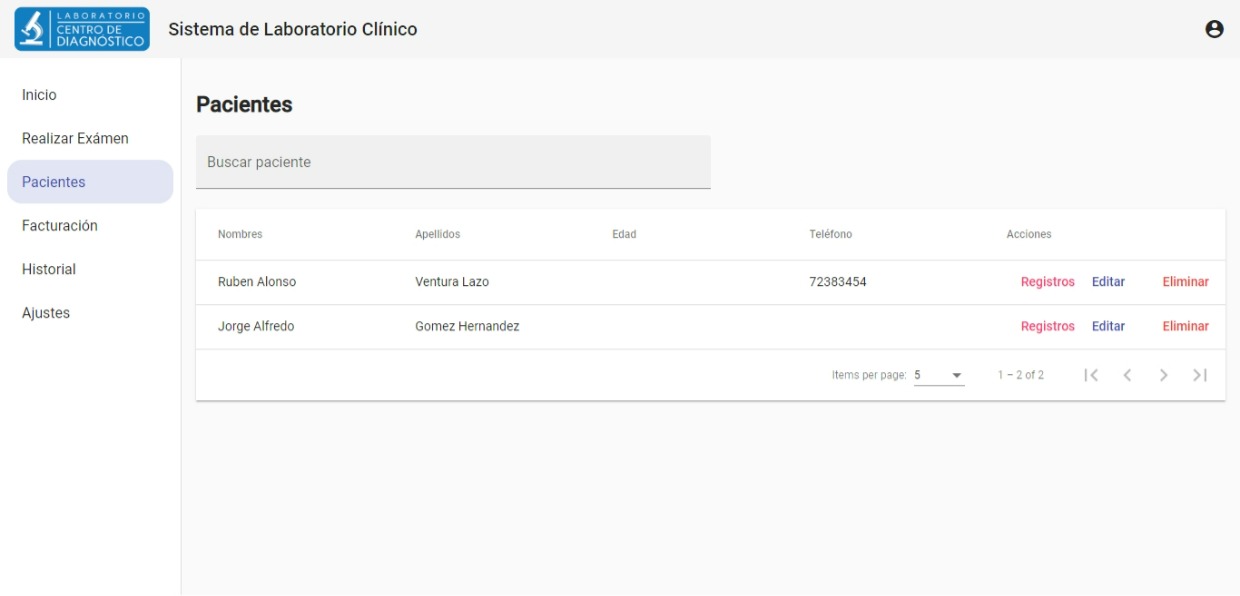 LABORATORIO
CENTRO DE
DIAGNÓSTICO
Sistema de Laboratorio Clínico
Inicio
Realizar Exámen
Pacientes
Facturación
Historial
Ajustes
Pacientes
Buscar paciente
Nombres Apellidos Edad Teléfono Acciones
Ruben Alonso Ventura Lazo 72383454 Registros Editar Eliminar
Jorge Alfredo Gomez Hernandez Registros Editar Eliminar
Items per page: 5 1 – 2 of 2